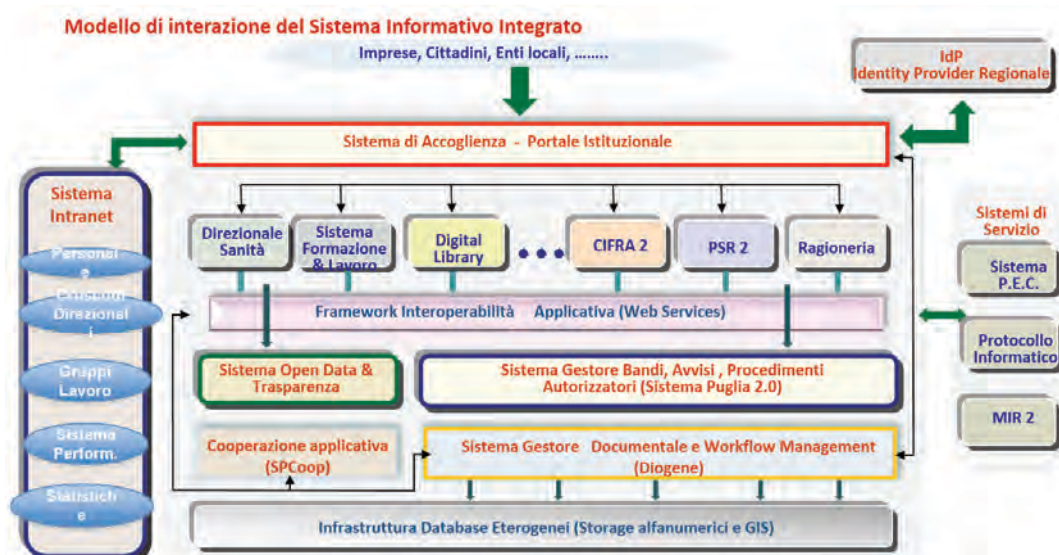 Modello di interazione del Sistema Informativo Integrato
Imprese, Cittadini, Enti locali, ……..
IdP
Identity Provider Regionale
Sistema di Accoglienza - Portale Istituzionale
Sistema
Intranet
Personal
e
Direzional
i
Gruppi
Lavoro
Sistema
Perform.
Statistich
e
Direzionale
Sanità
Sistema
Formazione
& Lavoro
Digital
Library
CIFRA 2
PSR 2
Ragioneria
Framework Interoperabilità Applicativa (Web Services)
Sistema Open Data &
Trasparenza
Sistema Gestore Bandi, Avvisi , Procedimenti
Autorizzatori (Sistema Puglia 2.0)
Cooperazione applicativa
(SPCoop)
Sistema Gestore Documentale e Workflow Management
(Diogene)
Infrastruttura Database Eterogenei (Storage alfanumerici e GIS)
Sistemi di
Servizio
Sistema
P.E.C.
Protocollo
Informatico
MIR 2